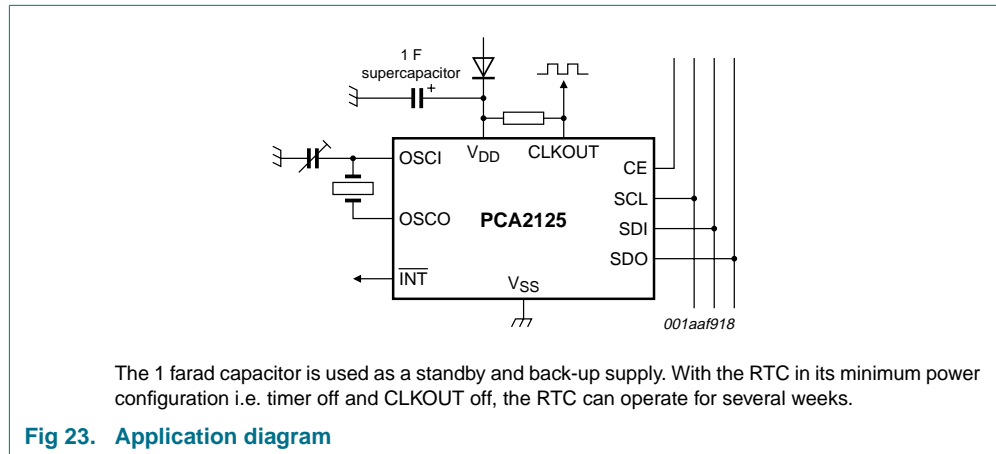 1 F
supercapacitor
+
OSCI
VDD
CLKOUT
CE
SCL
OSCO
PCA2125
SDI
SDO
INT
VSS
001aaf918
The 1 farad capacitor is used as a standby and back-up supply. With the RTC in its minimum power
configuration i.e. timer off and CLKOUT off, the RTC can operate for several weeks.
Fig 23. Application diagram